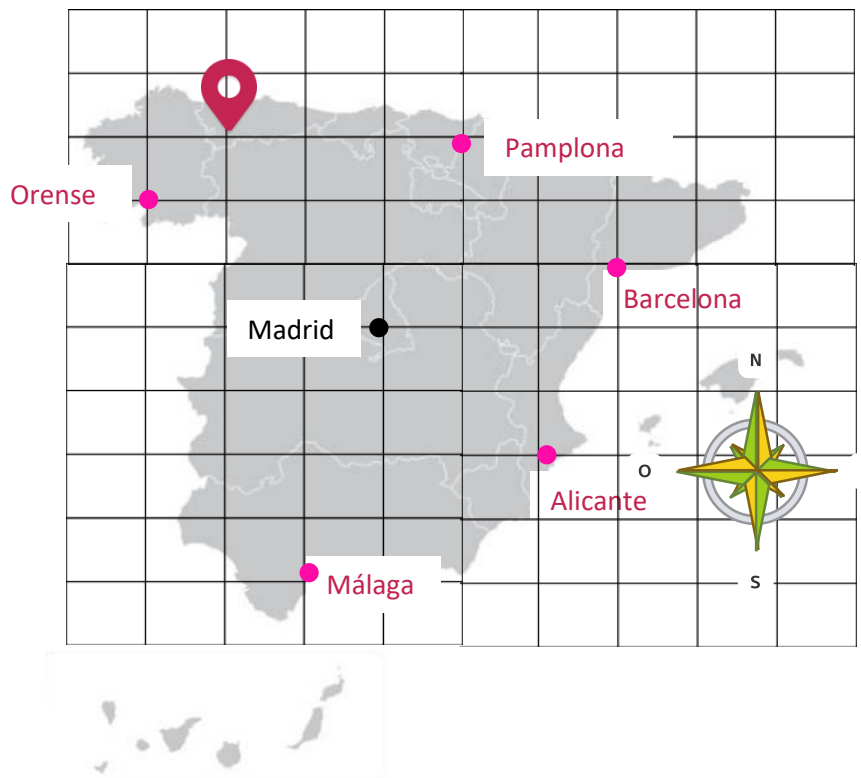 Pamplona
Orense
Barcelona
Madrid
N
O
Alicante
S
Málaga